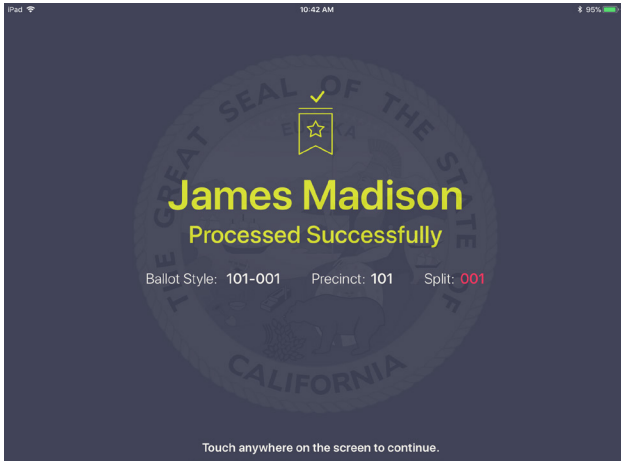 iPad 10:42 AM 95%
THE GREAT SEAL OF THE STATE OF
EUREKA
James Madison
Processed Successfully
Ballot Style: 101-001 Precinct: 101 Split: 001
CALIFORNIA
Touch anywhere on the screen to continue.